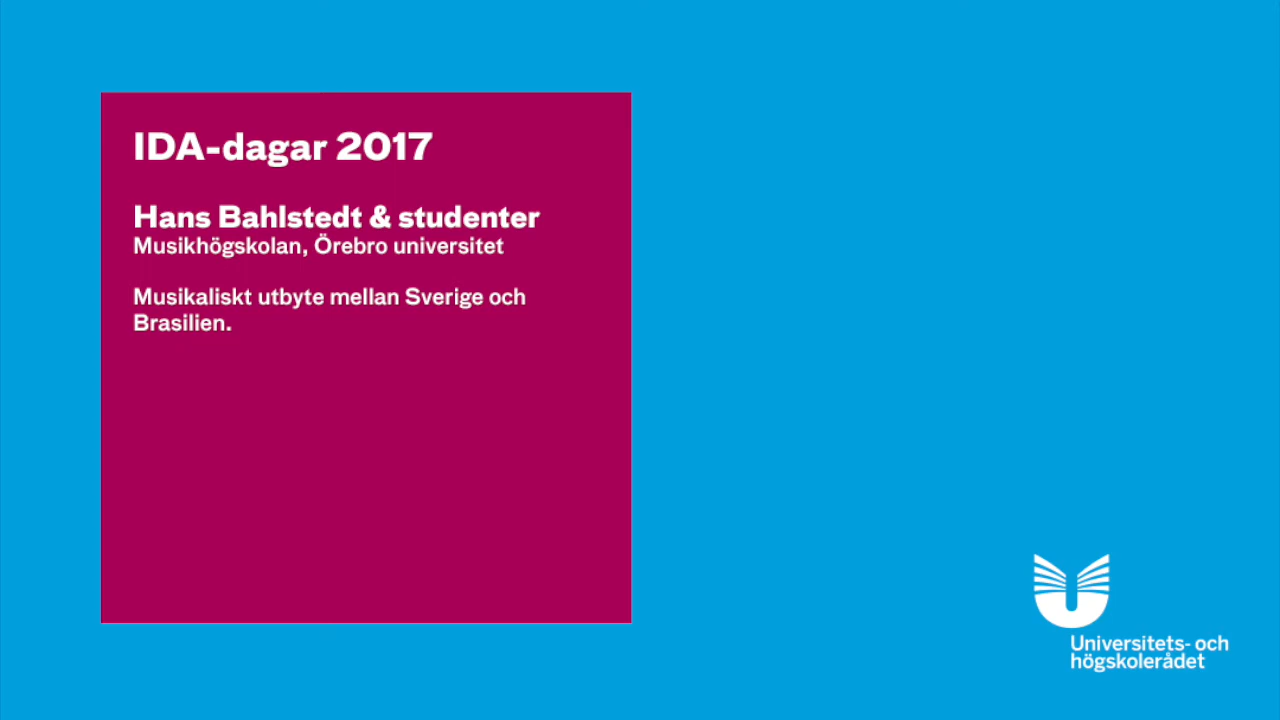 IDA-dagar 2017
Hans Bahlstedt & studenter
Musikhögskolan, Örebro universitet
Musikaliskt utbyte mellan Sverige och
Brasilien.
Universitets- och
högskolerådet